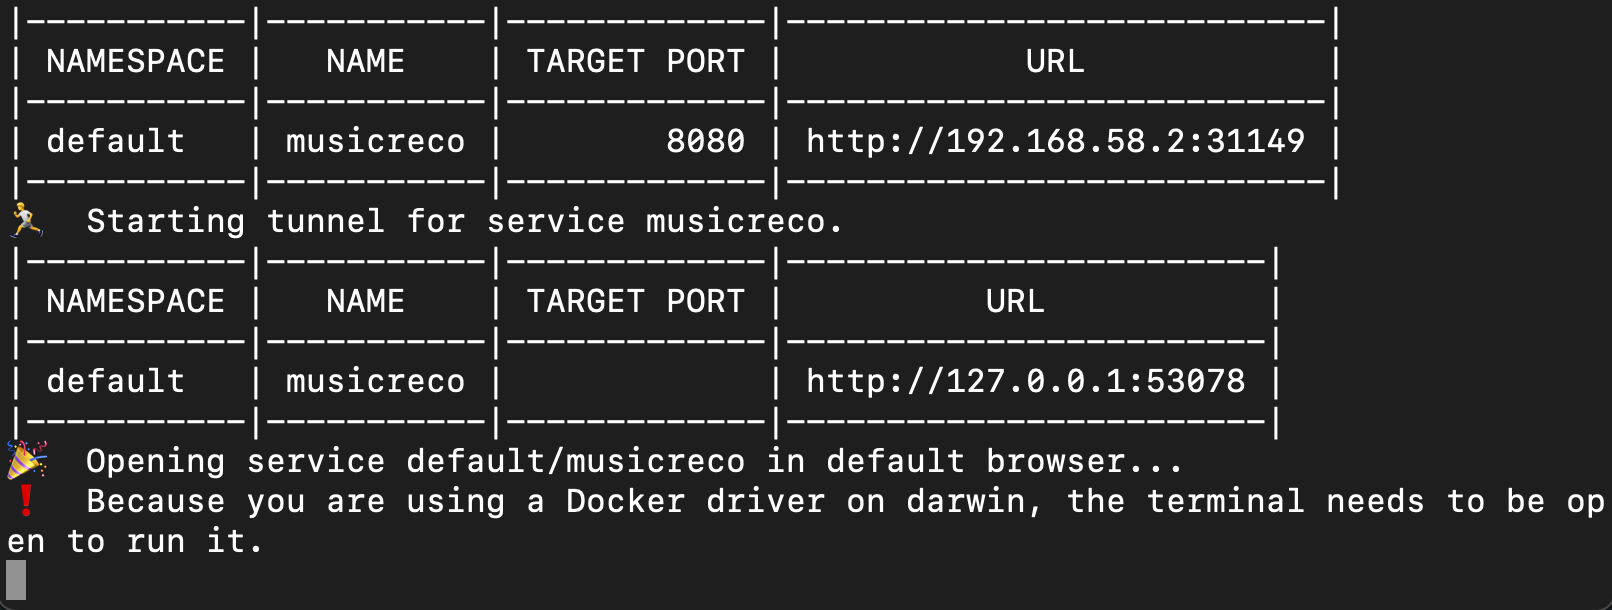 |-----------|-----------|-------------|---------------------------|
| NAMESPACE |   NAME    | TARGET PORT |            URL            |
|-----------|-----------|-------------|---------------------------|
| default   | musicreco |        8080 | http://192.168.58.2:31149 |
|-----------|-----------|-------------|---------------------------|
🏃  Starting tunnel for service musicreco.
|-----------|-----------|-------------|------------------------|
| NAMESPACE |   NAME    | TARGET PORT |          URL           |
|-----------|-----------|-------------|------------------------|
| default   | musicreco |             | http://127.0.0.1:53078 |
|-----------|-----------|-------------|------------------------|
🎉  Opening service default/musicreco in default browser...
❗  Because you are using a Docker driver on darwin, the terminal needs to be op
en to run it.